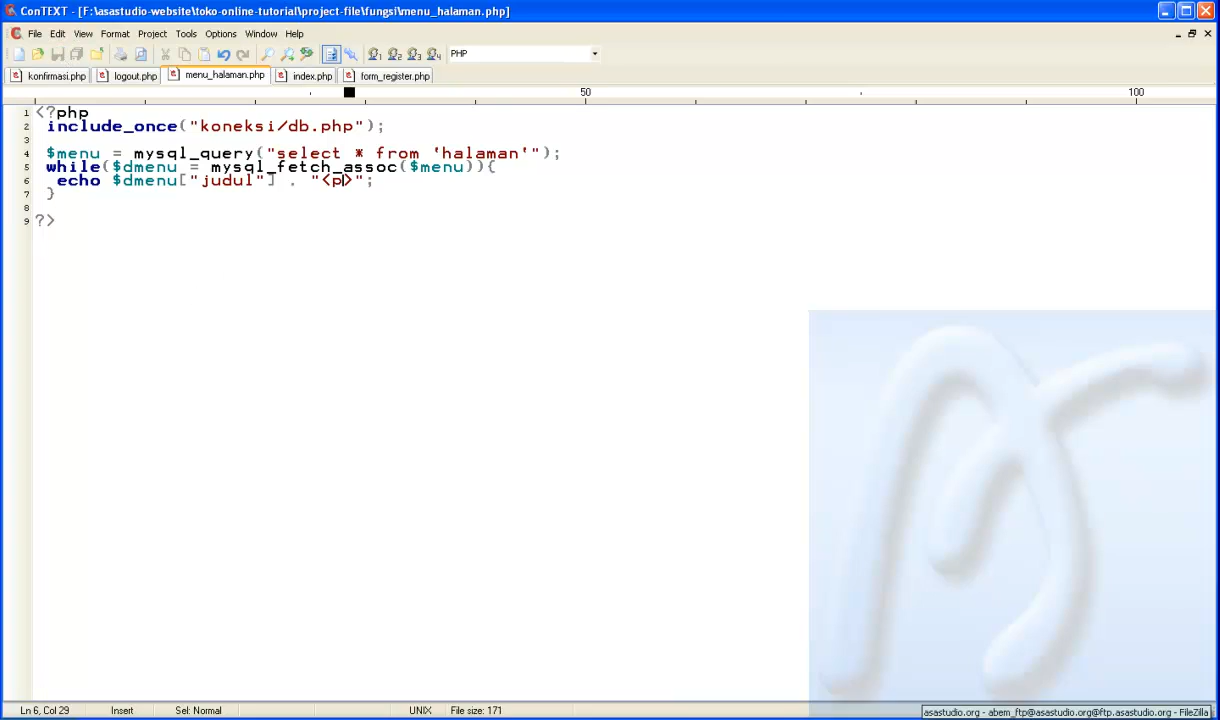 ConTEXT - [F:\asastudio-website\toko-online-tutorial\project-file\fungsi\menu_halaman.php]
File Edit View Format Project Tools Options Window Help
PHP
konfirmasi.php logout.php menu_halaman.php index.php form_register.php
50 100
1 <?php
2 include_once("koneksi/db.php");
3
4 $menu = mysql_query("select * from 'halaman'");
5 while($dmenu = mysql_fetch_assoc($menu)){
6 echo $dmenu["judul"] . "<p>";
7 }
8
9 ?>
Ln 6, Col 29 Insert Sel: Normal UNIX File size: 171
asastudio.org - abem_ftp@asastudio.org@ftp.asastudio.org - FileZilla